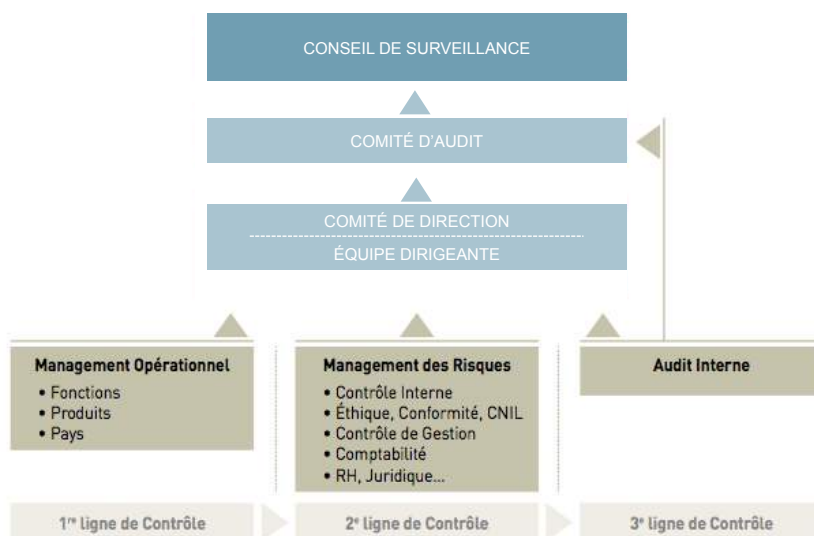 CONSEIL DE SURVEILLANCE
COMITÉ D'AUDIT
COMITÉ DE DIRECTION
ÉQUIPE DIRIGEANTE
Management Opérationnel
• Fonctions
• Produits
• Pays
Management des Risques
• Contrôle Interne
• Éthique, Conformité, CNIL
• Contrôle de Gestion
• Comptabilité
• RH, Juridique...
Audit Interne
1re ligne de Contrôle
2e ligne de Contrôle
3e ligne de Contrôle